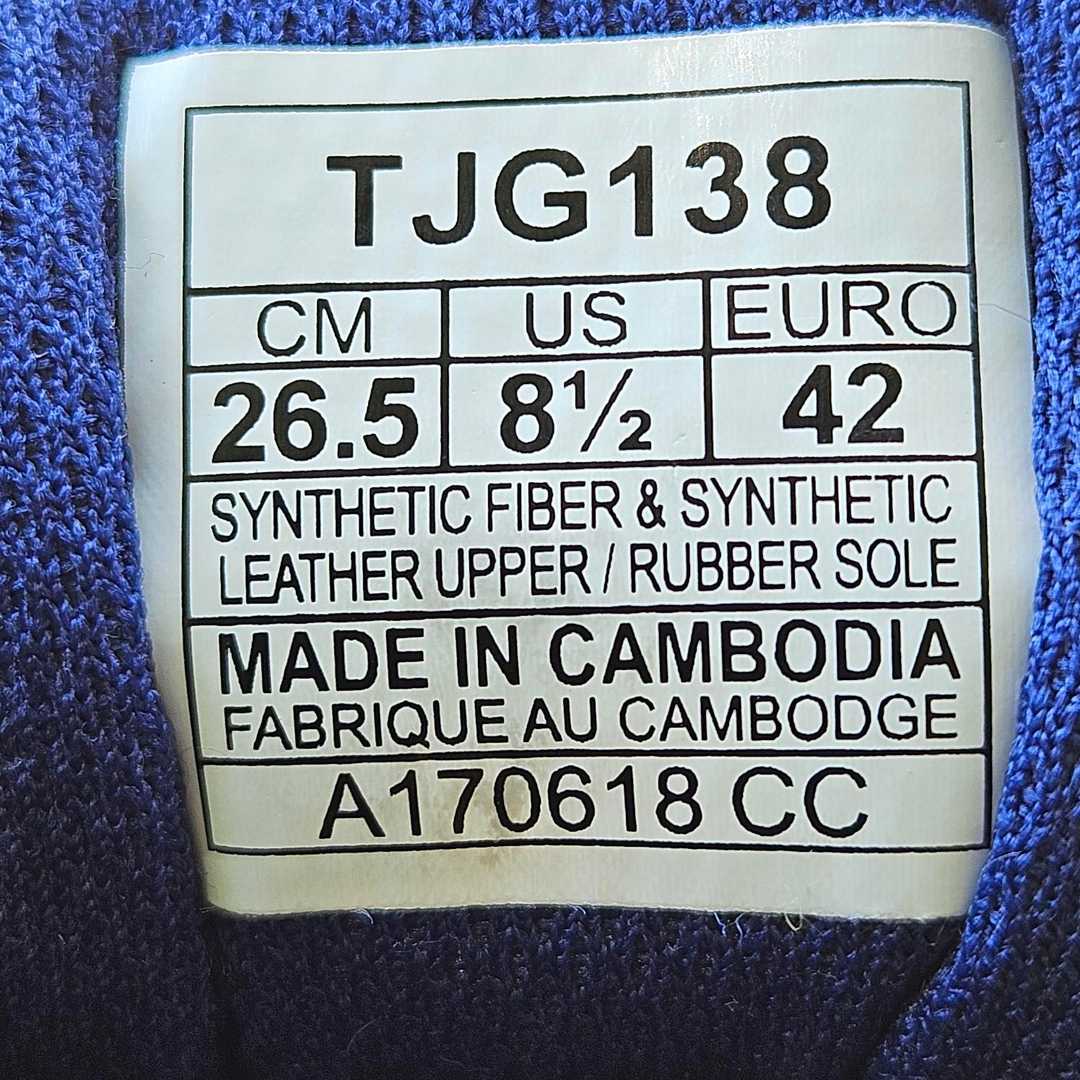 TJG138
CM US EURO
26.5 8½ 42
SYNTHETIC FIBER & SYNTHETIC
LEATHER UPPER / RUBBER SOLE
MADE IN CAMBODIA
FABRIQUE AU CAMBODGE
A170618 CC